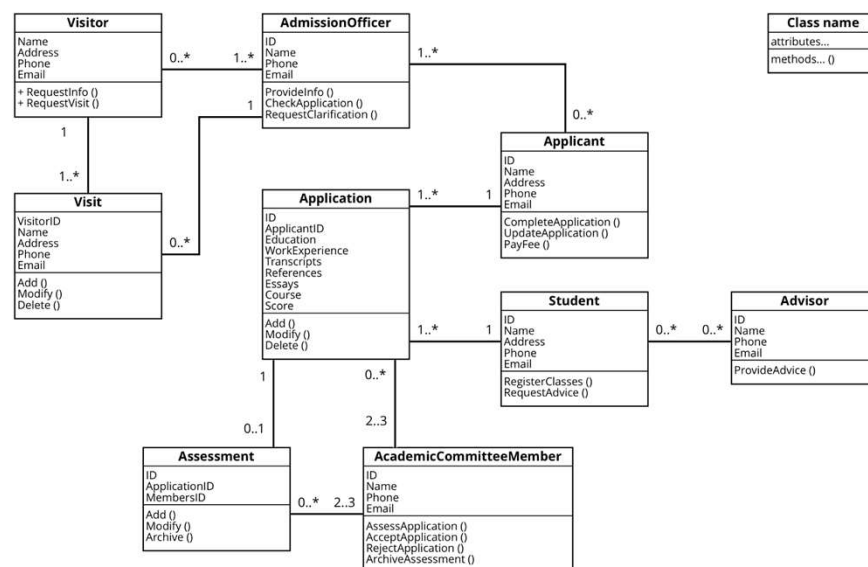 Visitor
Name
Address
Phone
Email
+ RequestInfo ()
+ RequestVisit ()
0..*
1..*
AdmissionOfficer
ID
Name
Phone
Email
ProvideInfo ()
CheckApplication ()
RequestClarification ()
1..*
0..*
Class name
attributes...
methods... ()
1
1..*
1
0..*
Visit
VisitorID
Name
Address
Phone
Email
Add ()
Modify ()
Delete ()
Applicant
ID
Name
Address
Phone
Email
CompleteApplication ()
UpdateApplication ()
PayFee ()
1..*
1
Application
ID
ApplicantID
Education
WorkExperience
Transcripts
References
Essays
Course
Score
Add ()
Modify ()
Delete ()
1..*
1
Student
ID
Name
Address
Phone
Email
RegisterClasses ()
RequestAdvice ()
0..*
0..*
Advisor
ID
Name
Phone
Email
ProvideAdvice ()
1
0..1
0..*
2..3
Assessment
ID
ApplicationID
MembersID
Add ()
Modify ()
Archive ()
0..*
2..3
AcademicCommitteeMember
ID
Name
Phone
Email
AssessApplication ()
AcceptApplication ()
RejectApplication ()
ArchiveAssessment ()